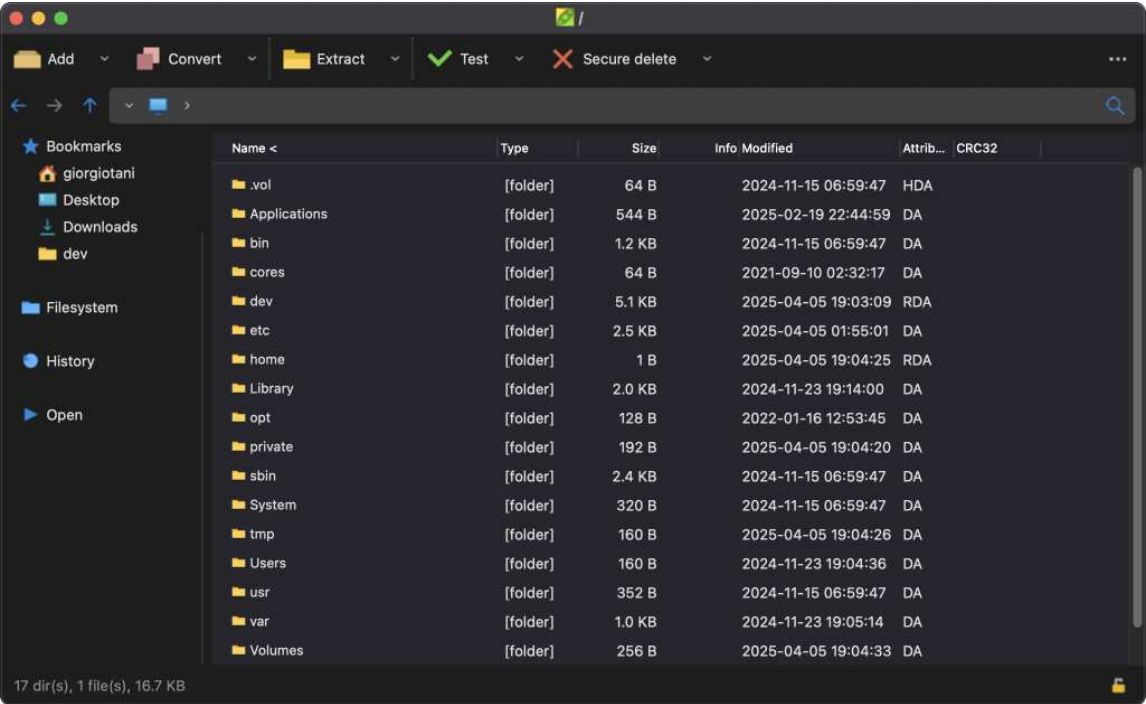 /
Add Convert Extract Test Secure delete ...
Bookmarks
giorgiotani
Desktop
Downloads
dev
Filesystem
History
Open
Name < Type Size Info Modified Attrib... CRC32
.vol [folder] 64 B 2024-11-15 06:59:47 HDA
Applications [folder] 544 B 2025-02-19 22:44:59 DA
bin [folder] 1.2 KB 2024-11-15 06:59:47 DA
cores [folder] 64 B 2021-09-10 02:32:17 DA
dev [folder] 5.1 KB 2025-04-05 19:03:09 RDA
etc [folder] 2.5 KB 2025-04-05 01:55:01 DA
home [folder] 1 B 2025-04-05 19:04:25 RDA
Library [folder] 2.0 KB 2024-11-23 19:14:00 DA
opt [folder] 128 B 2022-01-16 12:53:45 DA
private [folder] 192 B 2025-04-05 19:04:20 DA
sbin [folder] 2.4 KB 2024-11-15 06:59:47 DA
System [folder] 320 B 2024-11-15 06:59:47 DA
tmp [folder] 160 B 2025-04-05 19:04:26 DA
Users [folder] 160 B 2024-11-23 19:04:36 DA
usr [folder] 352 B 2024-11-15 06:59:47 DA
var [folder] 1.0 KB 2024-11-23 19:05:14 DA
Volumes [folder] 256 B 2025-04-05 19:04:33 DA
17 dir(s), 1 file(s), 16.7 KB